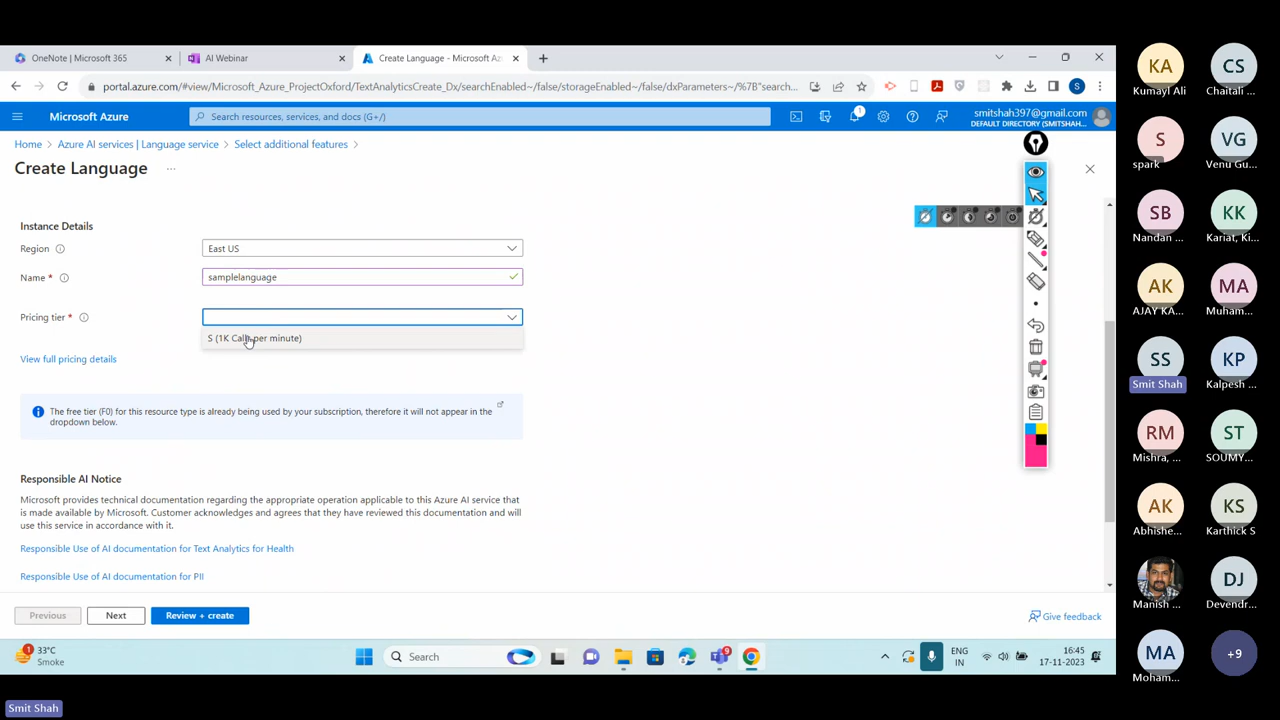 OneNote | Microsoft 365
AI Webinar
Create Language - Microsoft Az
portal.azure.com/#view/Microsoft_Azure_ProjectOxford/TextAnalyticsCreate_Dx/searchEnabled~/false/storageEnabled~/false/dxParameters~/%7B"search...
S
Microsoft Azure
Search resources, services, and docs (G+/)
1
smitshah397@gmail.com
DEFAULT DIRECTORY (SMITSHAH...
Home > Azure AI services | Language service > Select additional features >
Create Language ...
Instance Details
Region
East US
Name *
samplelanguage
Pricing tier *
S (1K Calls per minute)
View full pricing details
The free tier (F0) for this resource type is already being used by your subscription, therefore it will not appear in the
dropdown below.
Responsible AI Notice
Microsoft provides technical documentation regarding the appropriate operation applicable to this Azure AI service that
is made available by Microsoft. Customer acknowledges and agrees that they have reviewed this documentation and will
use this service in accordance with it.
Responsible Use of AI documentation for Text Analytics for Health
Responsible Use of AI documentation for PII
Previous
Next
Review + create
Give feedback
1
33°C
Smoke
Search
9
ENG
IN
16:45
17-11-2023
KA
Kumayl Ali
CS
Chaitali ...
S
spark
VG
Venu Gu...
SB
Nandan ...
KK
Kariat, Ki...
AK
AJAY KA...
MA
Muham...
SS
Smit Shah
KP
Kalpesh ...
RM
Mishra, ...
ST
SOUMY...
AK
Abhishe...
KS
Karthick S
Manish ...
DJ
Devendr...
MA
Moham...
+9
Smit Shah